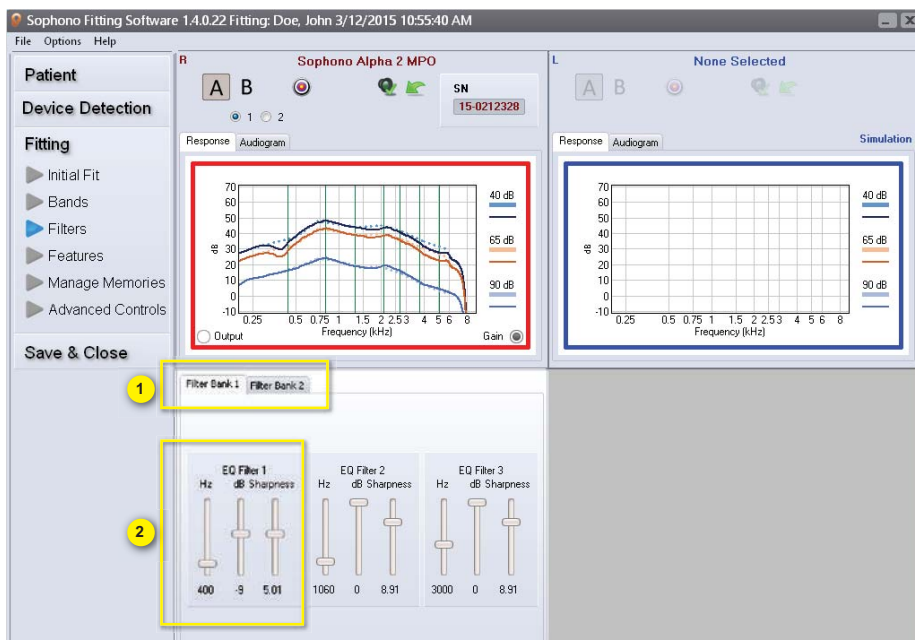 Sophono Fitting Software 1.4.0.22 Fitting: Doe, John 3/12/2015 10:55:40 AM
File Options Help
Patient
Device Detection
Fitting
Initial Fit
Bands
Filters
Features
Manage Memories
Advanced Controls
Save & Close
R Sophono Alpha 2 MPO
A B
1 2
SN
15-0212328
Response Audiogram
70
60
50
40
30
20
10
0
-10
dB
0.25 0.5 0.75 1 1.5 2 2.5 3 4 5 6 8
Frequency (kHz)
Output Gain
40 dB
65 dB
90 dB
L None Selected
A B
Response Audiogram Simulation
70
60
50
40
30
20
10
0
-10
dB
0.25 0.5 0.75 1 1.5 2 2.5 3 4 5 6 8
Frequency (kHz)
40 dB
65 dB
90 dB
1
Filter Bank 1 Filter Bank 2
2
EQ Filter 1
Hz dB Sharpness
400 -9 5.01
EQ Filter 2
Hz dB Sharpness
1060 0 8.91
EQ Filter 3
Hz dB Sharpness
3000 0 8.91